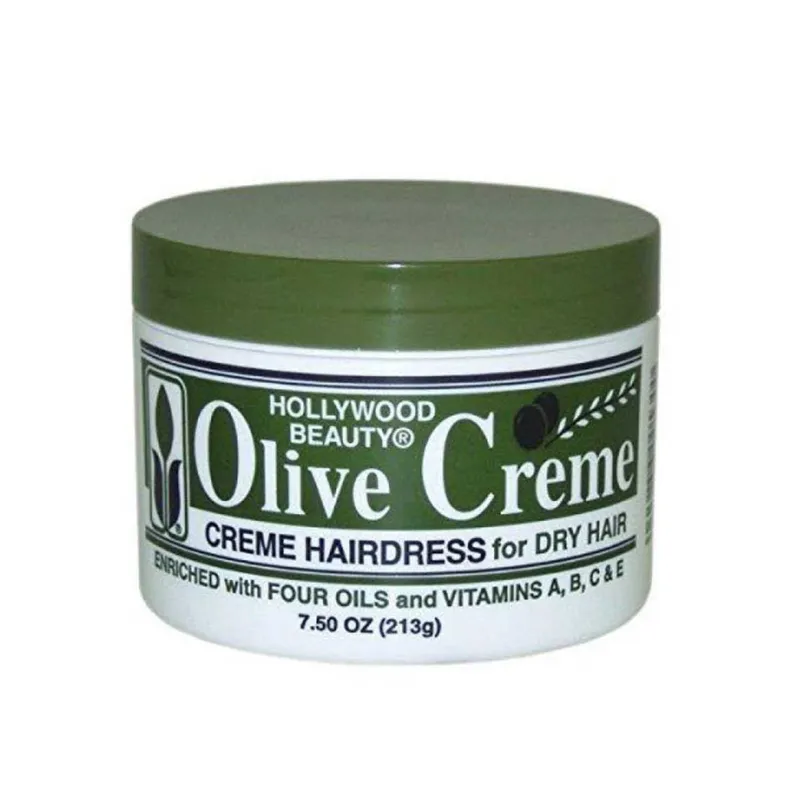 HOLLYWOOD
BEAUTY®
Olive Creme
CREME HAIRDRESS for DRY HAIR
ENRICHED with FOUR OILS and VITAMINS A, B, C & E
7.50 OZ (213g)